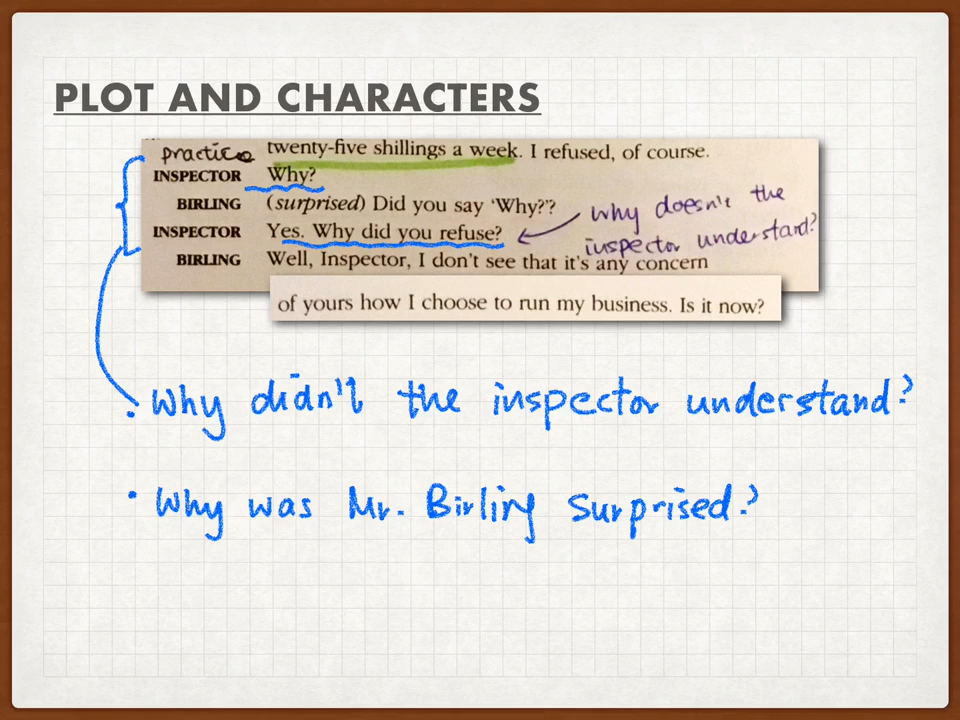 PLOT AND CHARACTERS
practice twenty-five shillings a week. I refused, of course.
INSPECTOR Why?
BIRLING (surprised) Did you say 'Why?'?
INSPECTOR Yes. Why did you refuse?
why doesn't the
inspector understand?
BIRLING Well, Inspector, I don't see that it's any concern
of yours how I choose to run my business. Is it now?
• Why didn't the inspector understand?
• Why was Mr. Birling surprised?